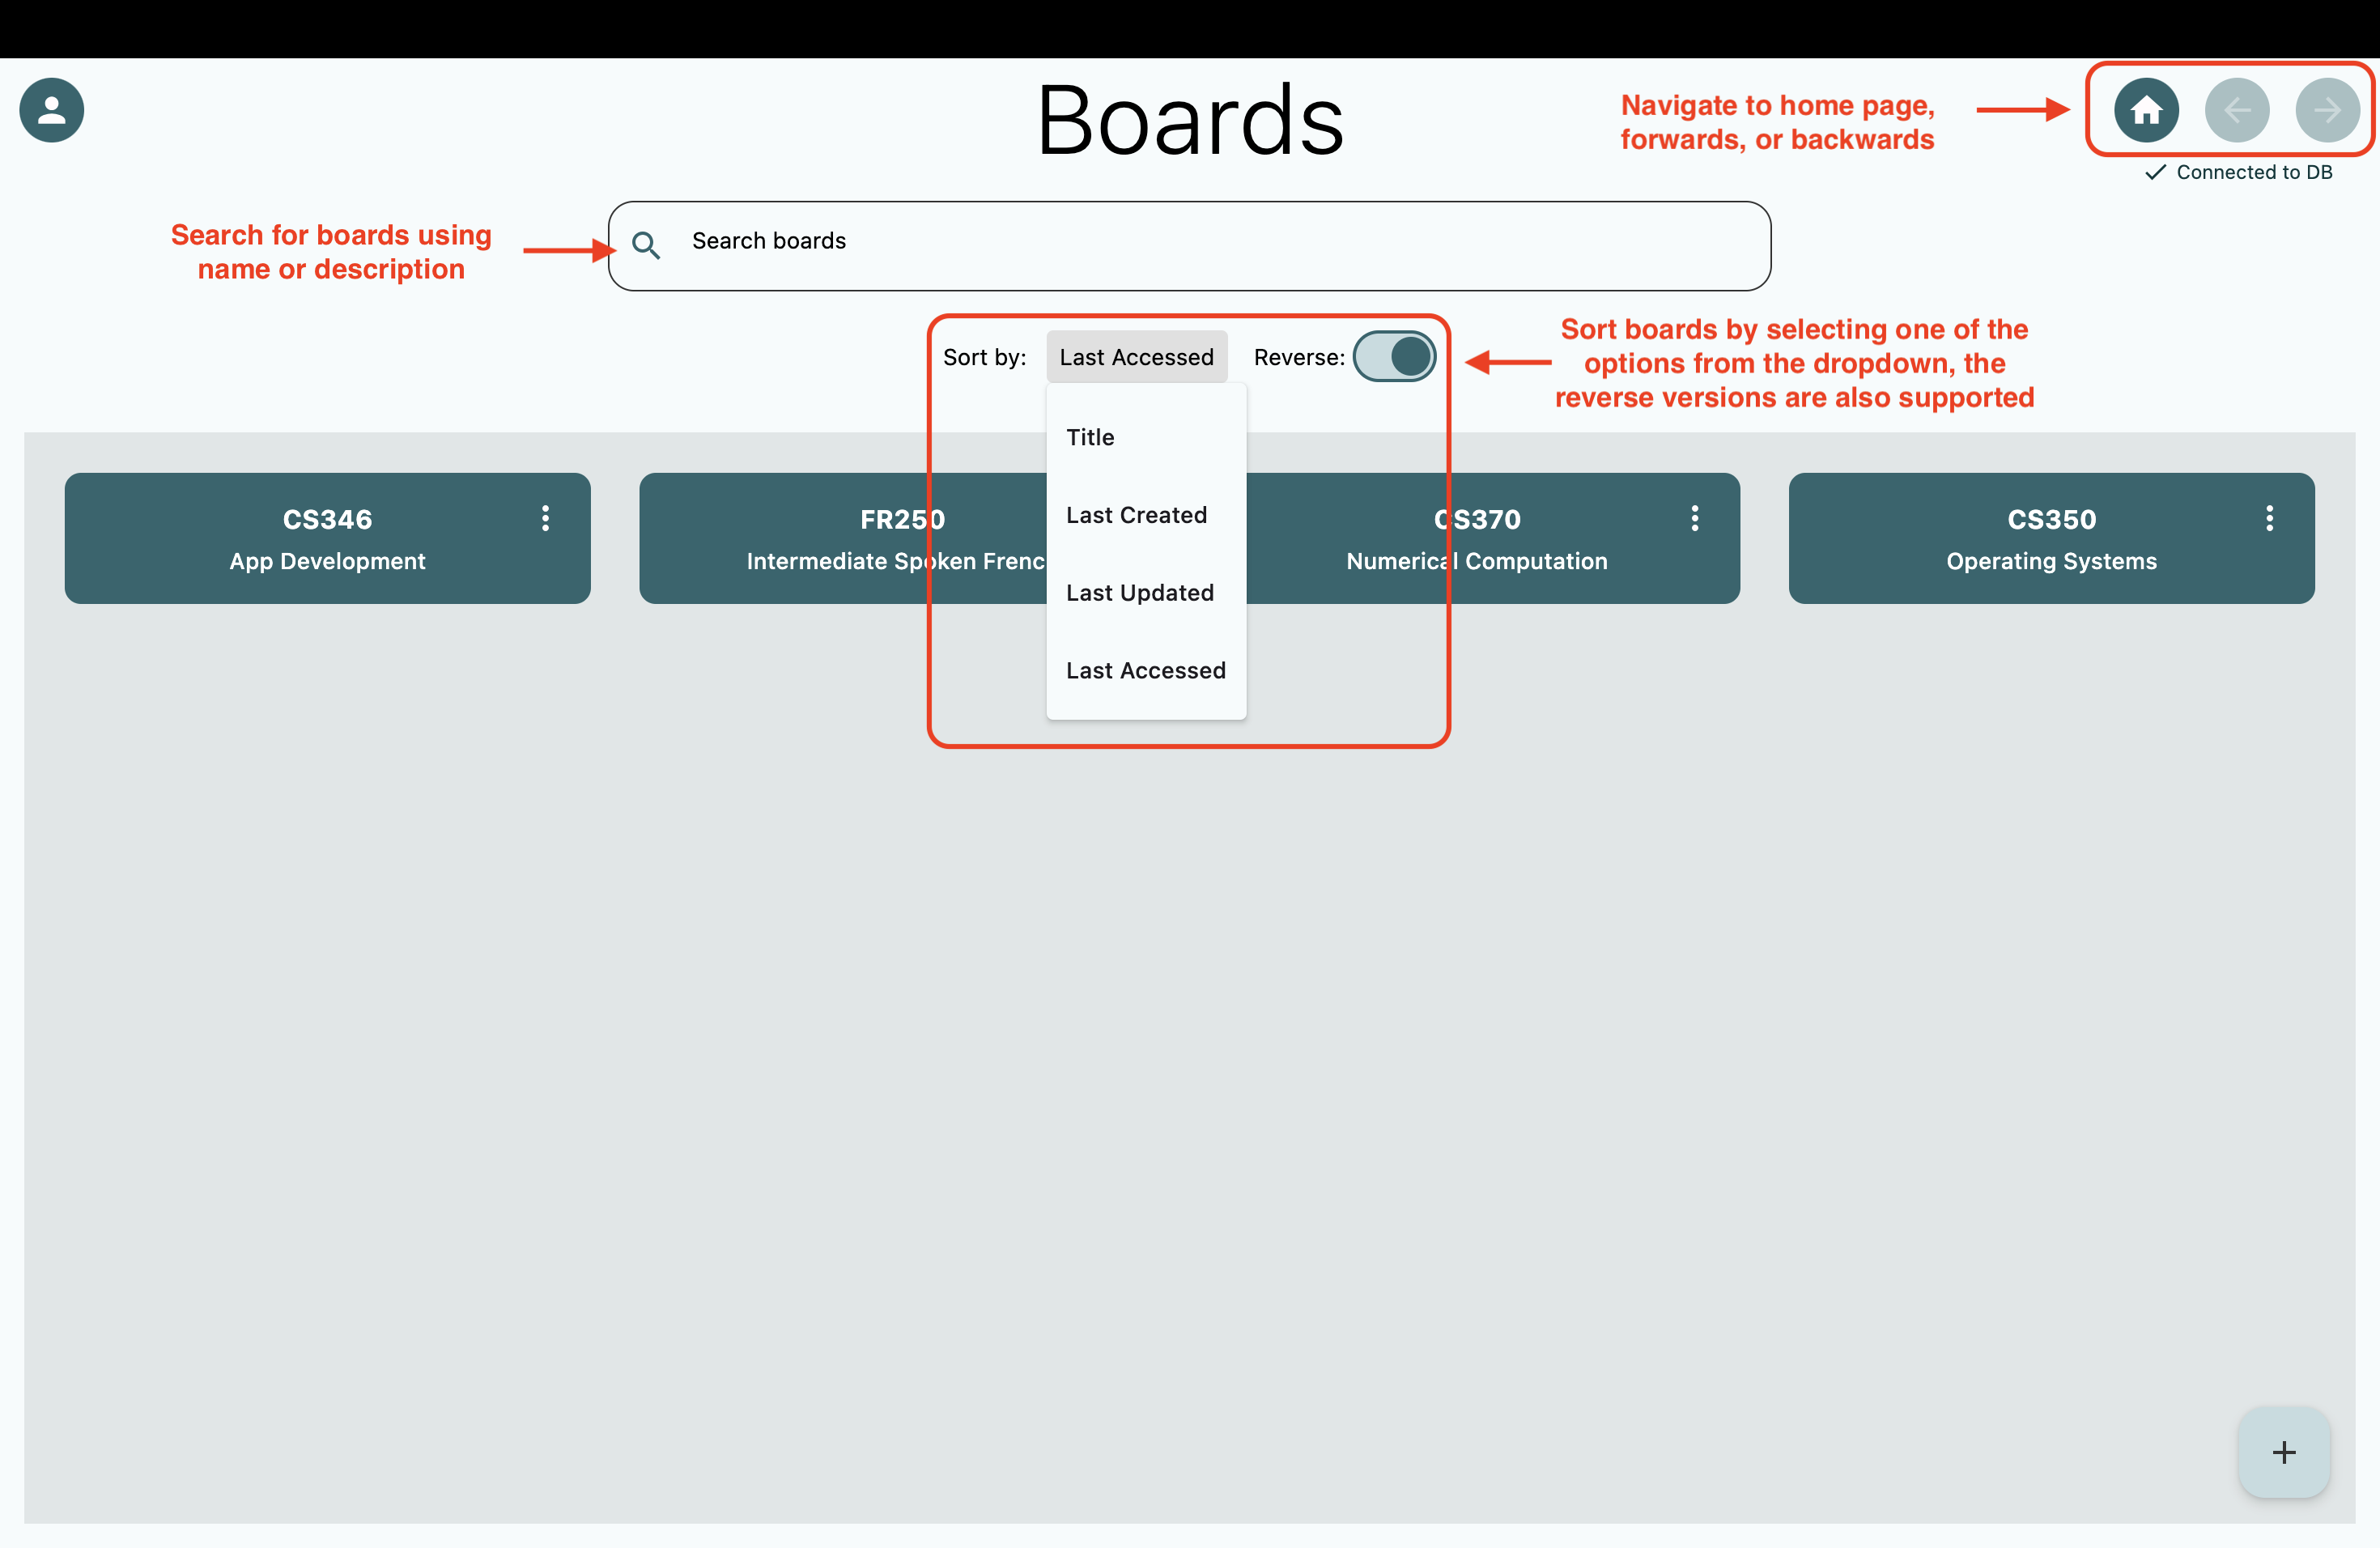 Boards
Navigate to home page,
forwards, or backwards
Connected to DB
Search for boards using
name or description
Search boards
Sort by:
Last Accessed
Reverse:
Sort boards by selecting one of the
options from the dropdown, the
reverse versions are also supported
Title
Last Created
Last Updated
Last Accessed
CS346
App Development
FR250
Intermediate Spoken Frenc
CS370
Numerical Computation
CS350
Operating Systems